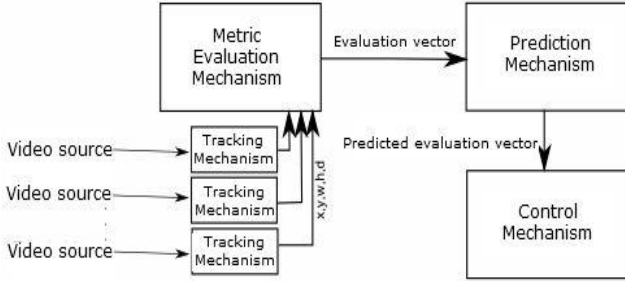 Metric
Evaluation
Mechanism
Evaluation vector
Prediction
Mechanism
Predicted evaluation vector
Control
Mechanism
Video source
Tracking
Mechanism
Video source
Tracking
Mechanism
Video source
Tracking
Mechanism
x,y,w,h,d